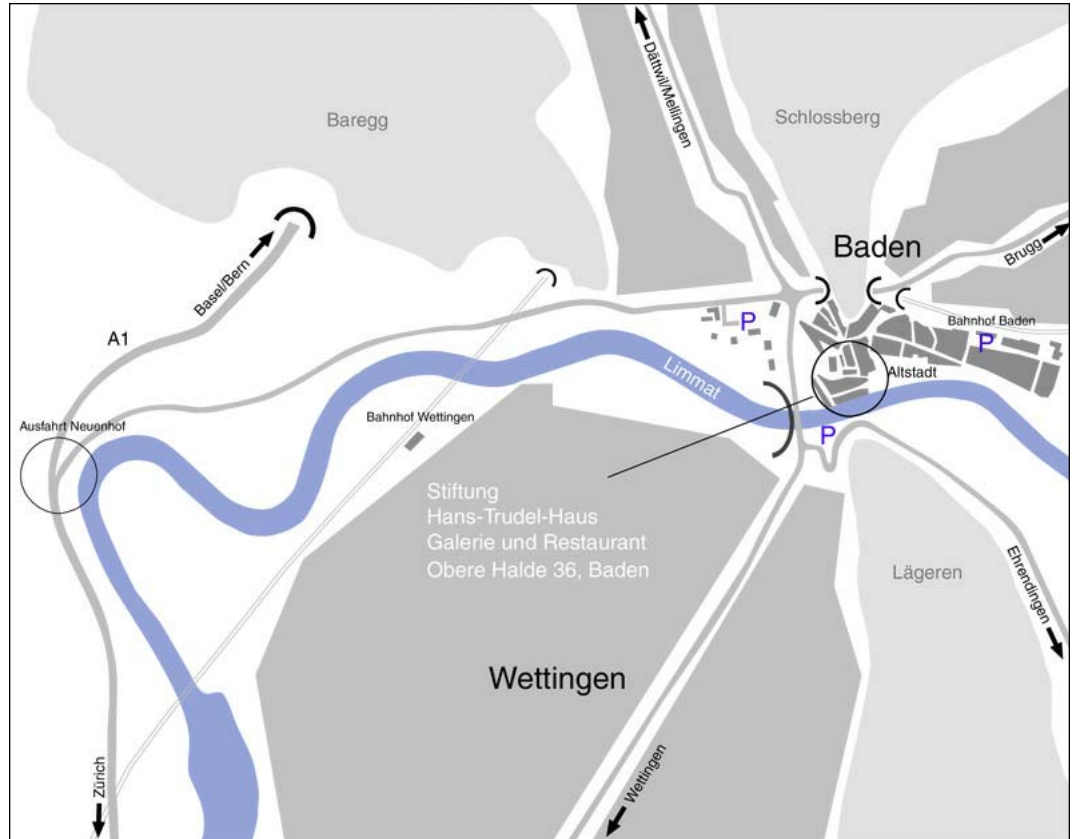 Dättwil/Mellingen
Baregg
Schlossberg
Baden
Brugg
Basel/Bern
A1
P
Bahnhof Baden
P
Limmat
Altstadt
Ausfahrt Neuenhof
Bahnhof Wettingen
P
Stiftung
Hans-Trudel-Haus
Galerie und Restaurant
Obere Halde 36, Baden
Lägeren
Ehrendingen
Wettingen
Zürich
Wettingen